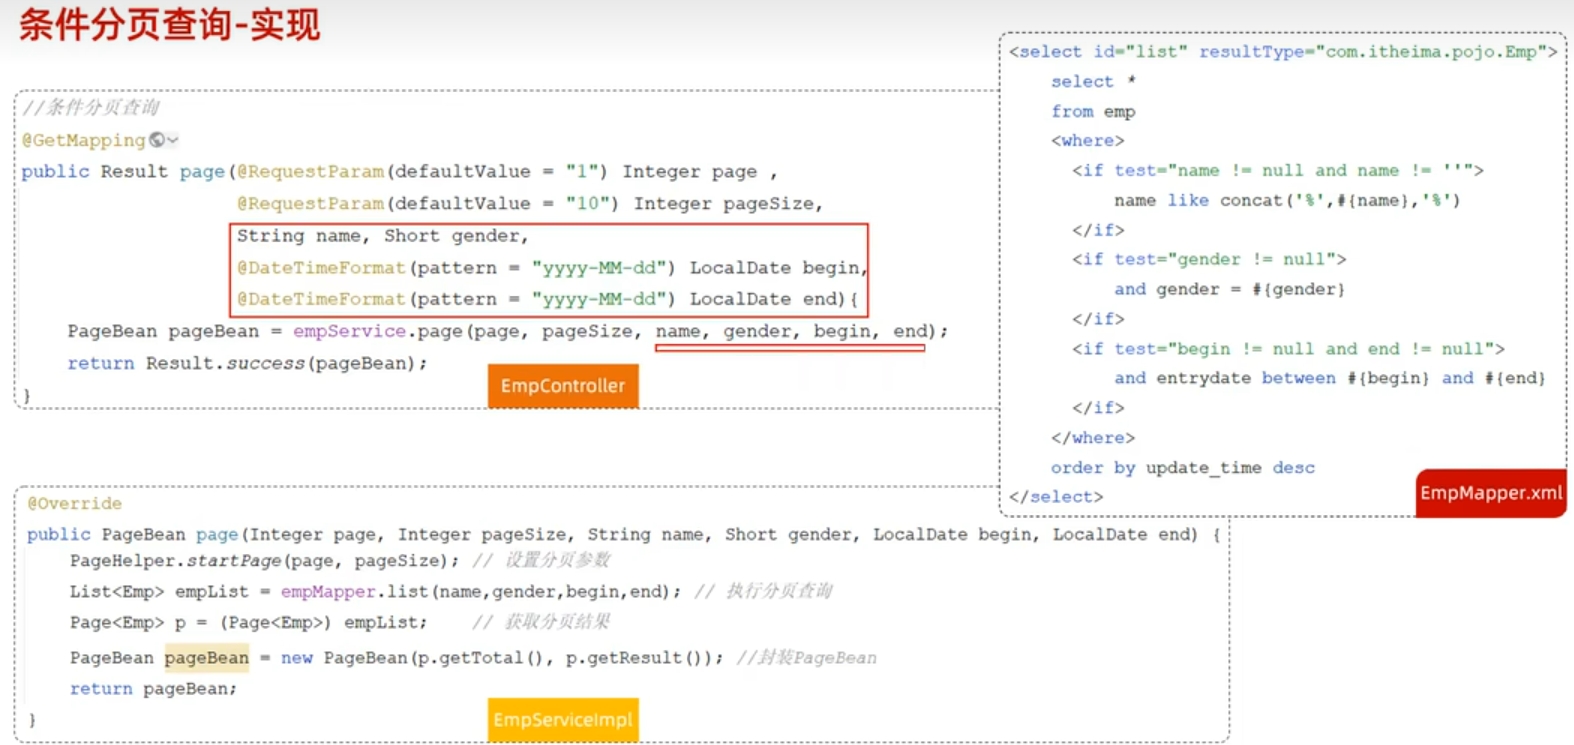 条件分页查询-实现
//条件分页查询
@GetMapping
public Result page(@RequestParam(defaultValue = "1") Integer page ,
@RequestParam(defaultValue = "10") Integer pageSize,
String name, Short gender,
@DateTimeFormat(pattern = "yyyy-MM-dd") LocalDate begin,
@DateTimeFormat(pattern = "yyyy-MM-dd") LocalDate end){
PageBean pageBean = empService.page(page, pageSize, name, gender, begin, end);
return Result.success(pageBean);
}
EmpController
<select id="list" resultType="com.itheima.pojo.Emp">
select *
from emp
<where>
<if test="name != null and name != ''">
name like concat('%',#{name},'%')
</if>
<if test="gender != null">
and gender = #{gender}
</if>
<if test="begin != null and end != null">
and entrydate between #{begin} and #{end}
</if>
</where>
order by update_time desc
</select>
EmpMapper.xml
@Override
public PageBean page(Integer page, Integer pageSize, String name, Short gender, LocalDate begin, LocalDate end) {
PageHelper.startPage(page, pageSize); // 设置分页参数
List<Emp> empList = empMapper.list(name,gender,begin,end); // 执行分页查询
Page<Emp> p = (Page<Emp>) empList; // 获取分页结果
PageBean pageBean = new PageBean(p.getTotal(), p.getResult()); //封装PageBean
return pageBean;
}
EmpServiceImpl